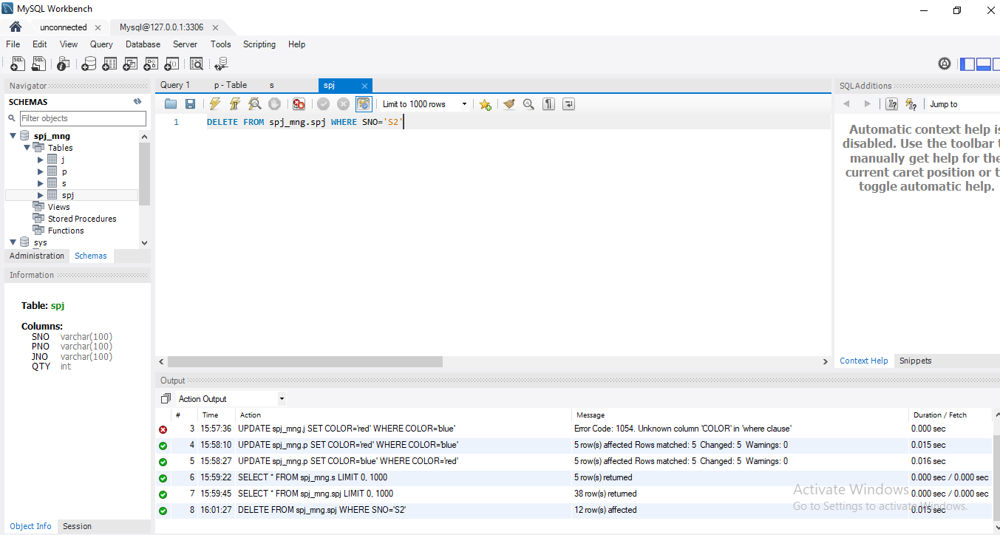 MySQL Workbench
unconnected
Mysql@127.0.0.1:3306
File Edit View Query Database Server Tools Scripting Help
Navigator
SCHEMAS
Filter objects
spj_mng
Tables
j
p
s
spj
Views
Stored Procedures
Functions
sys
Administration Schemas
Information
Table: spj
Columns:
SNO varchar(100)
PNO varchar(100)
JNO varchar(100)
QTY int
Object Info Session
Query 1 p - Table s spj
Limit to 1000 rows
1 DELETE FROM spj_mng.spj WHERE SNO='S2'
SQLAdditions
Jump to
Automatic context help is
disabled. Use the toolbar t
manually get help for the
current caret position or t
toggle automatic help.
Context Help Snippets
Output
Action Output
# Time Action Message Duration / Fetch
3 15:57:36 UPDATE spj_mng.j SET COLOR='red' WHERE COLOR='blue' Error Code: 1054. Unknown column 'COLOR' in 'where clause' 0.000 sec
4 15:58:10 UPDATE spj_mng.p SET COLOR='red' WHERE COLOR='blue' 5 row(s) affected Rows matched: 5 Changed: 5 Warnings: 0 0.015 sec
5 15:58:27 UPDATE spj_mng.p SET COLOR='blue' WHERE COLOR='red' 5 row(s) affected Rows matched: 5 Changed: 5 Warnings: 0 0.016 sec
6 15:59:22 SELECT * FROM spj_mng.s LIMIT 0, 1000 5 row(s) returned 0.000 sec / 0.000 sec
7 15:59:45 SELECT * FROM spj_mng.spj LIMIT 0, 1000 38 row(s) returned 0.000 sec / 0.000 sec
8 16:01:27 DELETE FROM spj_mng.spj WHERE SNO='S2' 12 row(s) affected 0.015 sec
Activate Windows
Go to Settings to activate Windows.